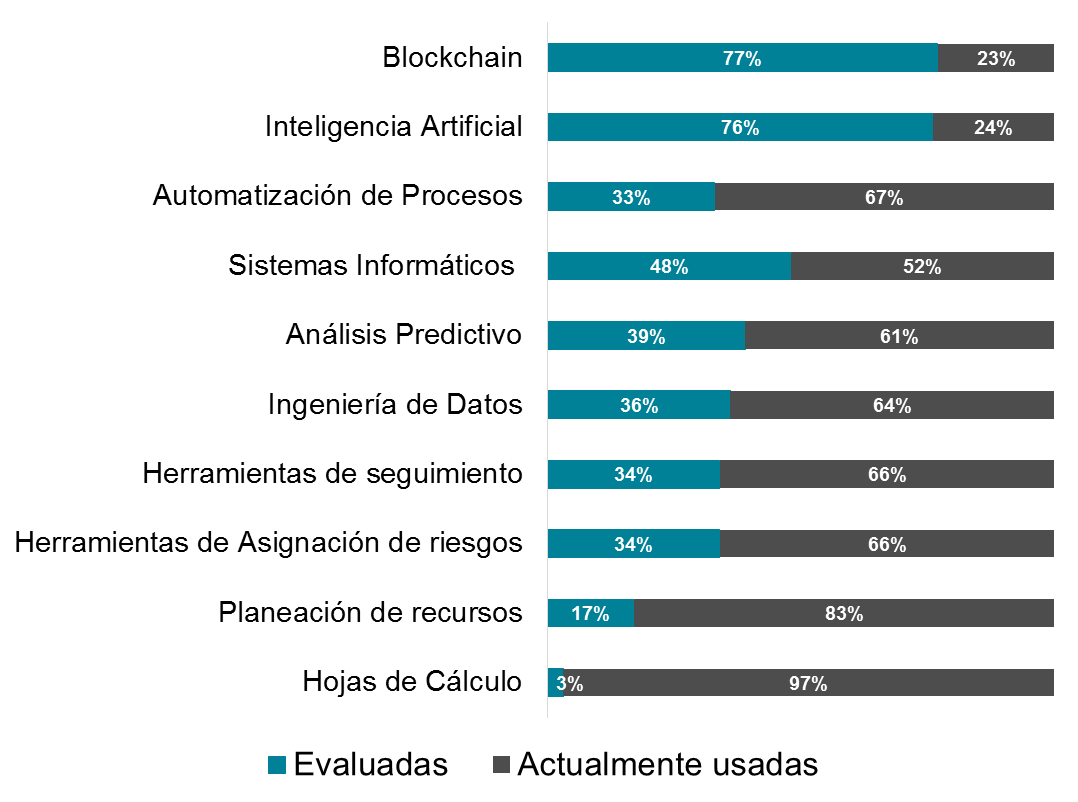 Blockchain 77% 23%
Inteligencia Artificial 76% 24%
Automatización de Procesos 33% 67%
Sistemas Informáticos 48% 52%
Análisis Predictivo 39% 61%
Ingeniería de Datos 36% 64%
Herramientas de seguimiento 34% 66%
Herramientas de Asignación de riesgos 34% 66%
Planeación de recursos 17% 83%
Hojas de Cálculo 3% 97%
Evaluadas Actualmente usadas